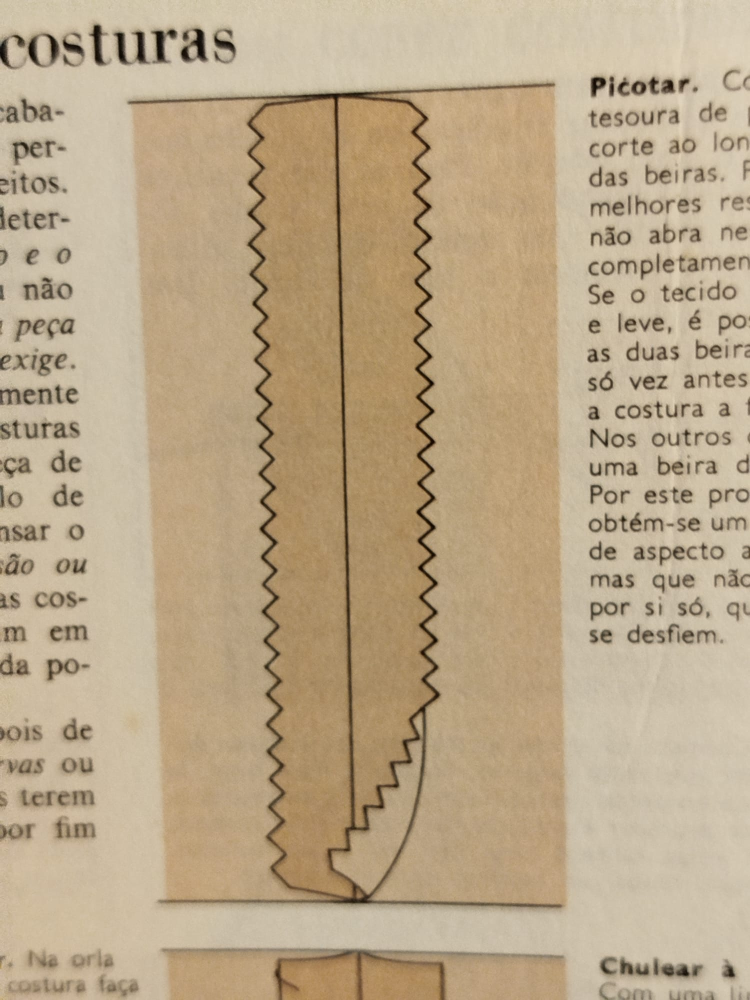 costuras
caba-
per-
eitos.
deter-
o e o
não
peça
exige.
mente
sturas
ça de
lo de
nsar o
são ou
as cos-
m em
da po-
pois de
rvas ou
s terem
por fim
Picotar. Co
tesoura de p
corte ao lon
das beiras. P
melhores res
não abra ne
completamen
Se o tecido
e leve, é pos
as duas beira
só vez antes
a costura a f
Nos outros
uma beira d
Por este pro
obtém-se um
de aspecto a
mas que não
por si só, qu
se desfiem.
r. Na orla
costura faça
Chulear à
Com uma lin